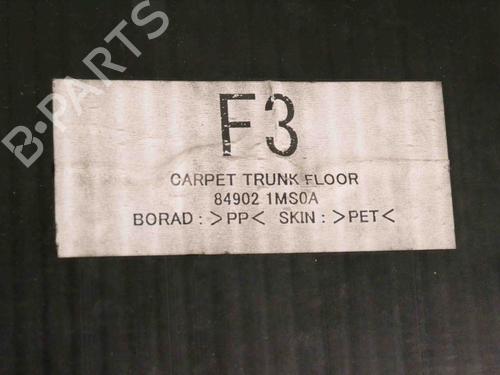 B-PARTS
F3
CARPET TRUNK FLOOR
84902 1MS0A
BORAD : >PP< SKIN : >PET<